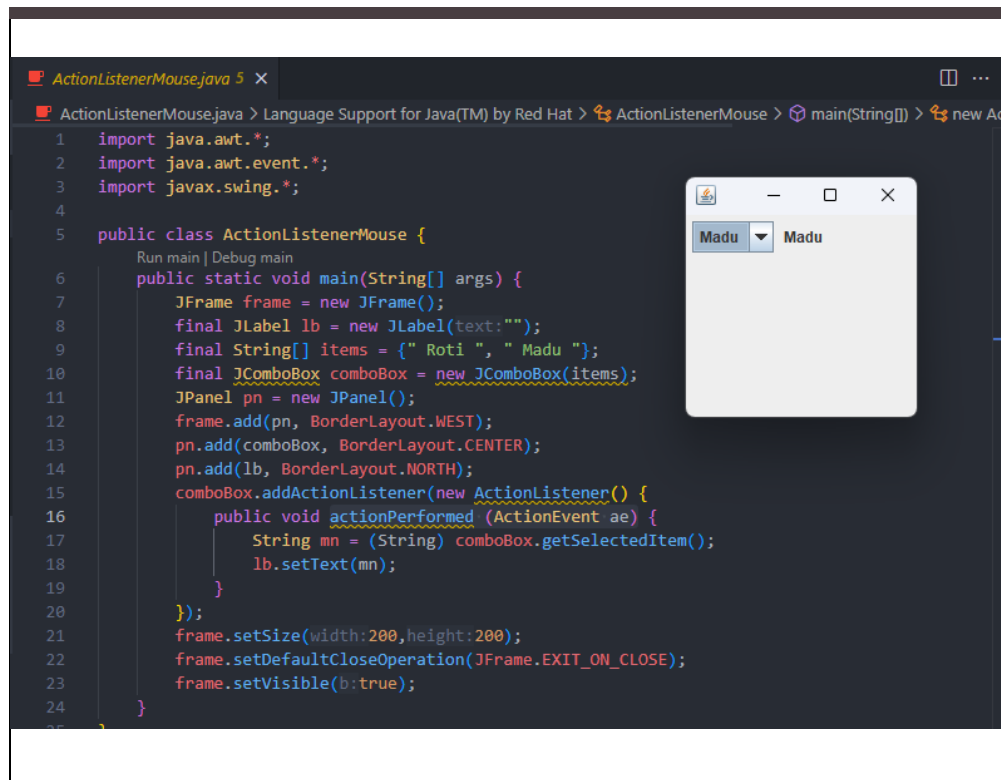 ActionListenerMouse.java 5
ActionListenerMouse.java > Language Support for Java(TM) by Red Hat > ActionListenerMouse > main(String[]) > new Ac
1 import java.awt.*;
2 import java.awt.event.*;
3 import javax.swing.*;
4
5 public class ActionListenerMouse {
Run main | Debug main
6 public static void main(String[] args) {
7 JFrame frame = new JFrame();
8 final JLabel lb = new JLabel(text:"");
9 final String[] items = {" Roti ", " Madu "};
10 final JComboBox comboBox = new JComboBox(items);
11 JPanel pn = new JPanel();
12 frame.add(pn, BorderLayout.WEST);
13 pn.add(comboBox, BorderLayout.CENTER);
14 pn.add(lb, BorderLayout.NORTH);
15 comboBox.addActionListener(new ActionListener() {
16 public void actionPerformed (ActionEvent ae) {
17 String mn = (String) comboBox.getSelectedItem();
18 lb.setText(mn);
19 }
20 });
21 frame.setSize(width:200,height:200);
22 frame.setDefaultCloseOperation(JFrame.EXIT_ON_CLOSE);
23 frame.setVisible(b:true);
24 }
Madu Madu